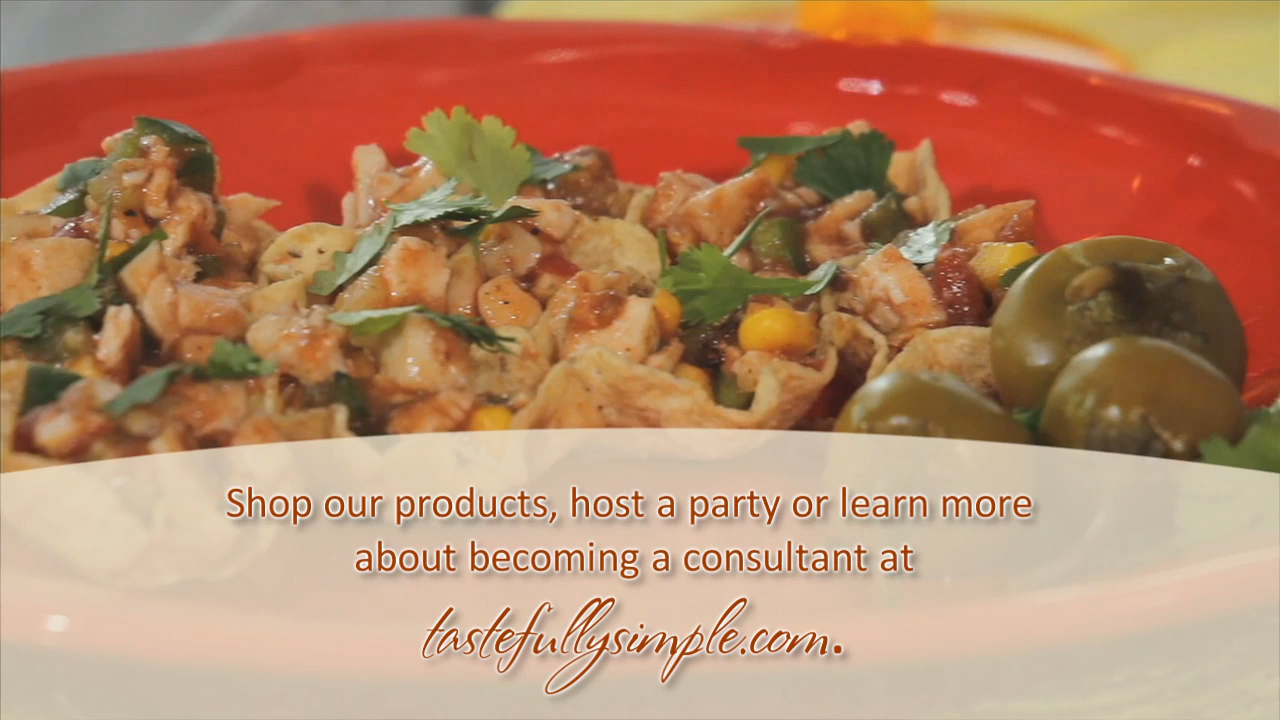 Shop our products, host a party or learn more
about becoming a consultant at
tastefullysimple.com.